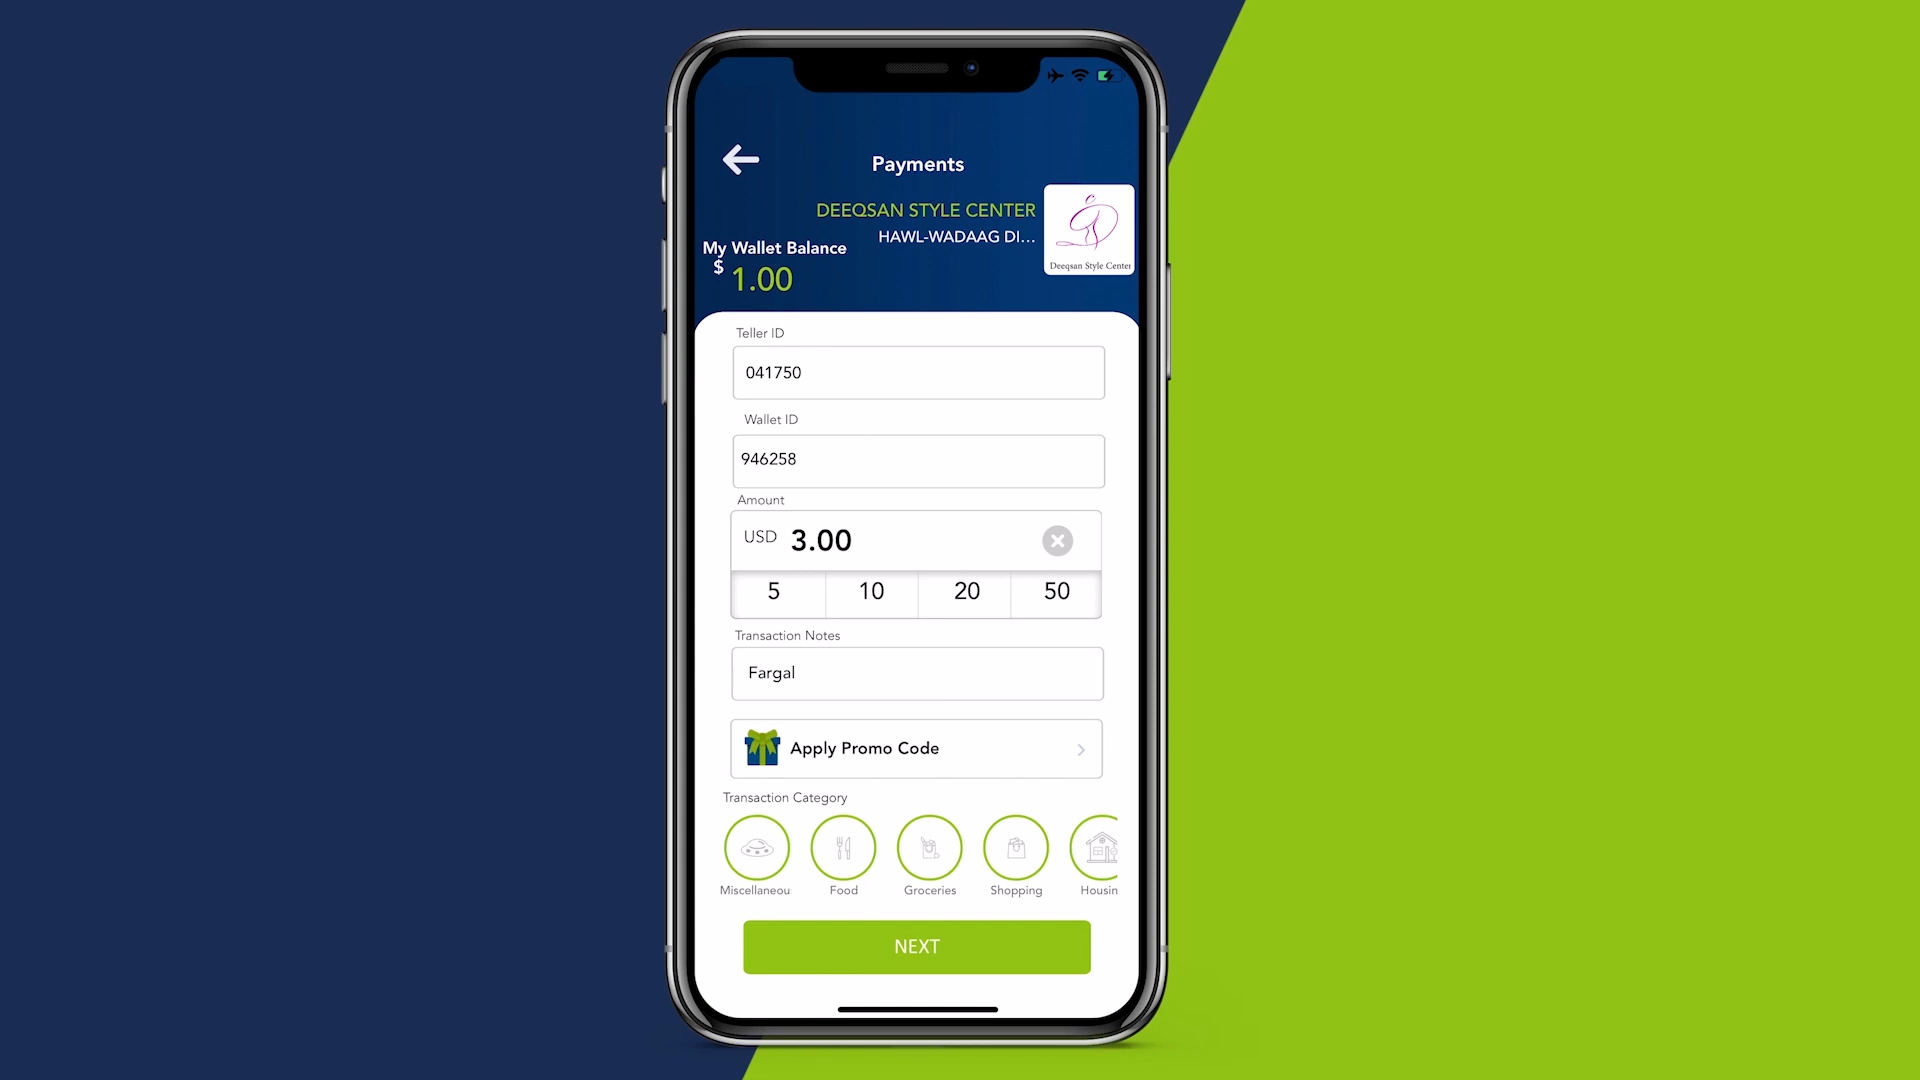 Payments
DEEQSAN STYLE CENTER
HAWL-WADAAG DI...
Deeqsan Style Center
My Wallet Balance
$ 1.00
Teller ID
041750
Wallet ID
946258
Amount
USD 3.00
5 10 20 50
Transaction Notes
Fargal
Apply Promo Code
Transaction Category
Miscellaneou Food Groceries Shopping Housin
NEXT